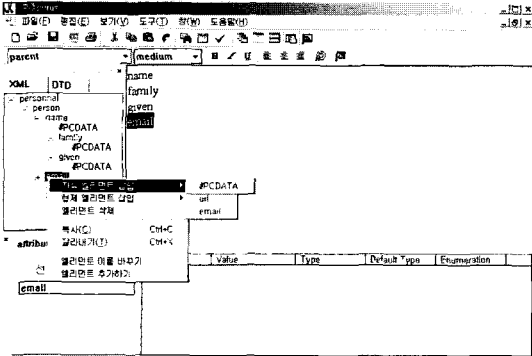 파일(F) 편집(E) 보기(V) 도구(T) 창(W) 도움말(H)
parent
medium
XML DTD
personnal
person
name
#PCDATA
family
#PCDATA
given
#PCDATA
name
family
given
email
자식 엘리먼트 삽입
형제 엘리먼트 삽입
엘리먼트 삭제
복사(C) Ctrl+C
잘라내기(T) Ctrl+X
엘리먼트 이름 바꾸기
엘리먼트 추가하기
#PCDATA
url
email
Value Type Default Type Enumeration
email